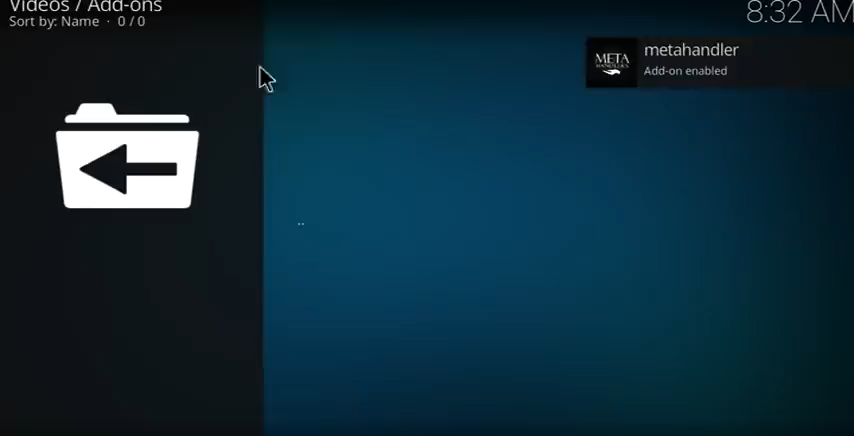 Videos / Add-ons
Sort by: Name · 0 / 0
8:32 AM
metahandler
Add-on enabled
META
..